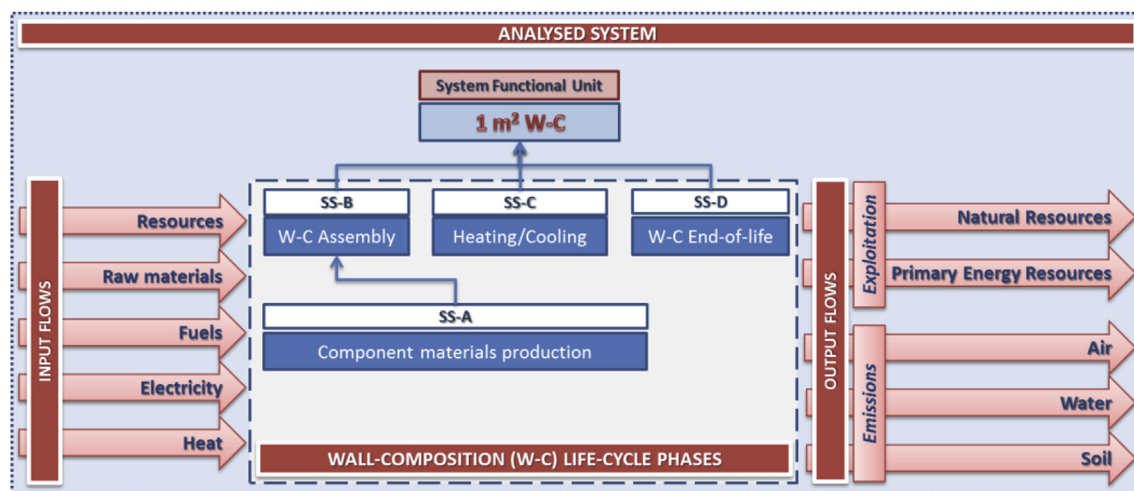 ANALYSED SYSTEM
System Functional Unit
1 m² W-C
SS-B
W-C Assembly
SS-C
Heating/Cooling
SS-D
W-C End-of-life
SS-A
Component materials production
WALL-COMPOSITION (W-C) LIFE-CYCLE PHASES
INPUT FLOWS
Resources
Raw materials
Fuels
Electricity
Heat
OUTPUT FLOWS
Exploitation
Natural Resources
Primary Energy Resources
Emissions
Air
Water
Soil